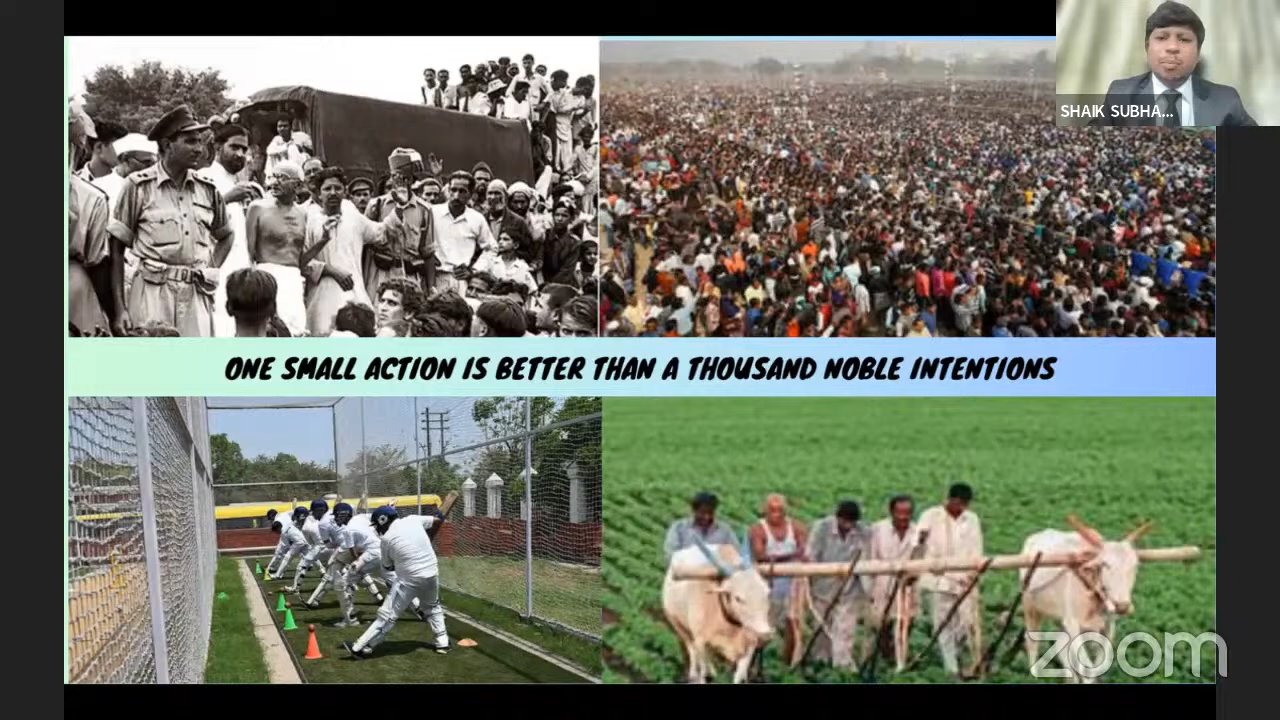 SHAIK SUBHA...
ONE SMALL ACTION IS BETTER THAN A THOUSAND NOBLE INTENTIONS
zoom